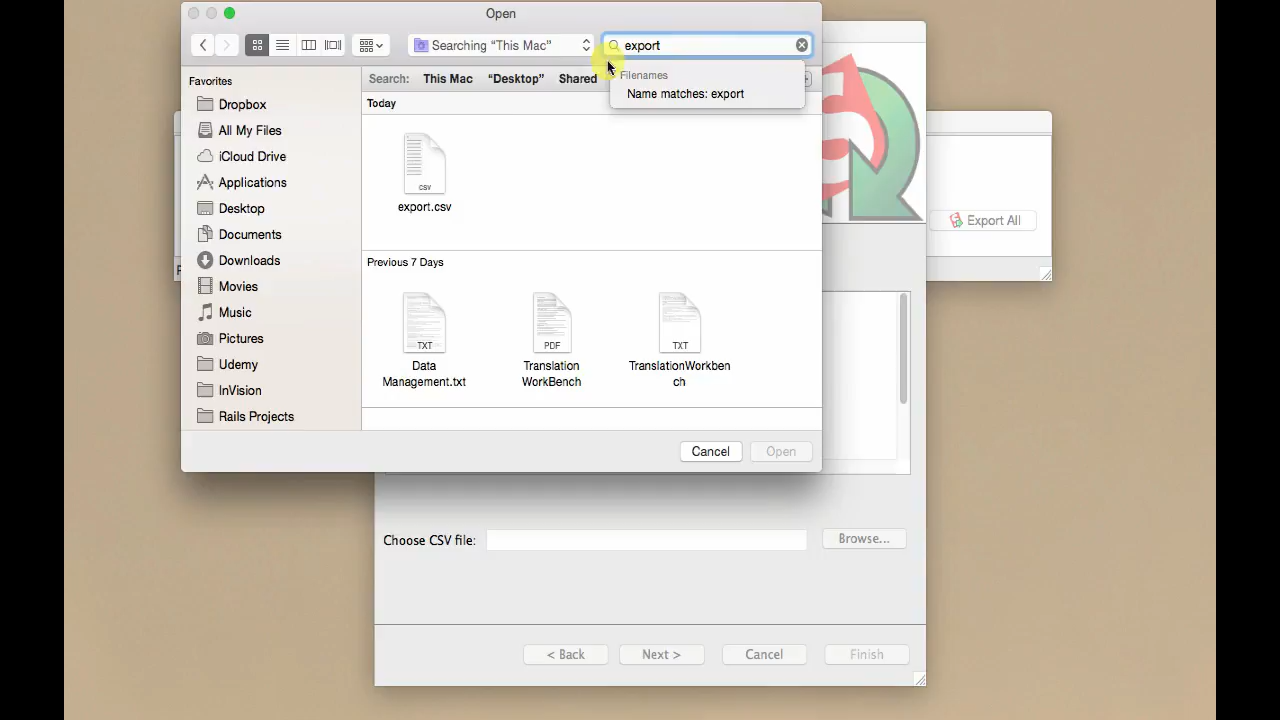 Open
Searching “This Mac”
export
Filenames
Name matches: export
Search: This Mac “Desktop” Shared
Favorites
Dropbox
All My Files
iCloud Drive
Applications
Desktop
Documents
Downloads
Movies
Music
Pictures
Udemy
InVision
Rails Projects
Today
CSV
export.csv
Previous 7 Days
TXT
Data
Management.txt
PDF
Translation
WorkBench
TXT
TranslationWorkben
ch
Cancel
Open
Export All
Choose CSV file:
Browse...
< Back
Next >
Cancel
Finish